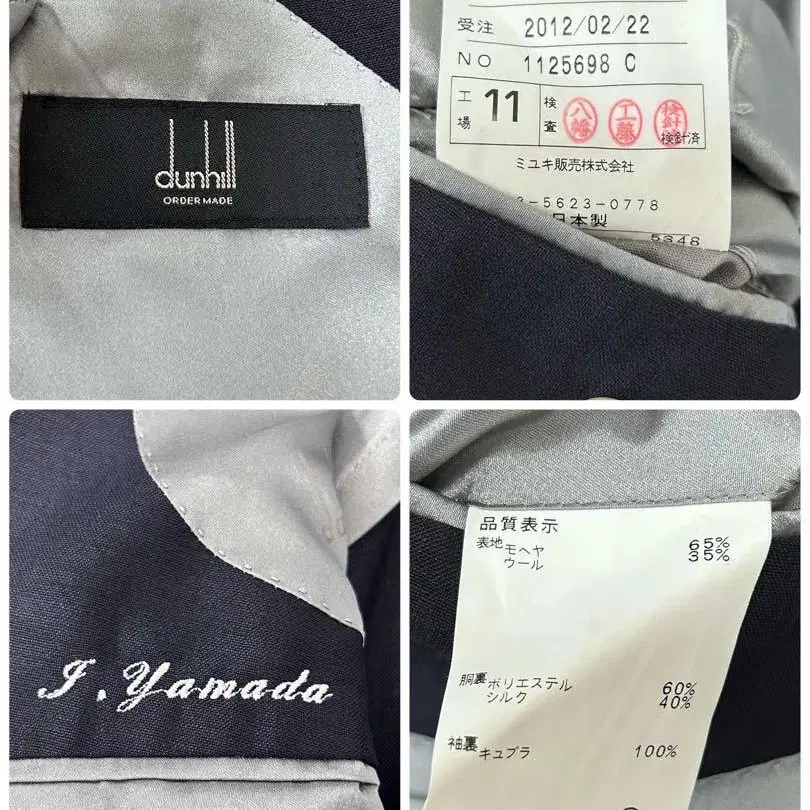 dunhill
ORDER MADE
受注 2012/02/22
NO 1125698 C
工場 11 検査 八幡 工藤 検針 検針済
ミユキ販売株式会社
3-5623-0778
日本製
5348
I.Yamada
品質表示
表地 モヘヤ 65%
ウール 35%
胴裏 ポリエステル 60%
シルク 40%
袖裏 キュプラ 100%